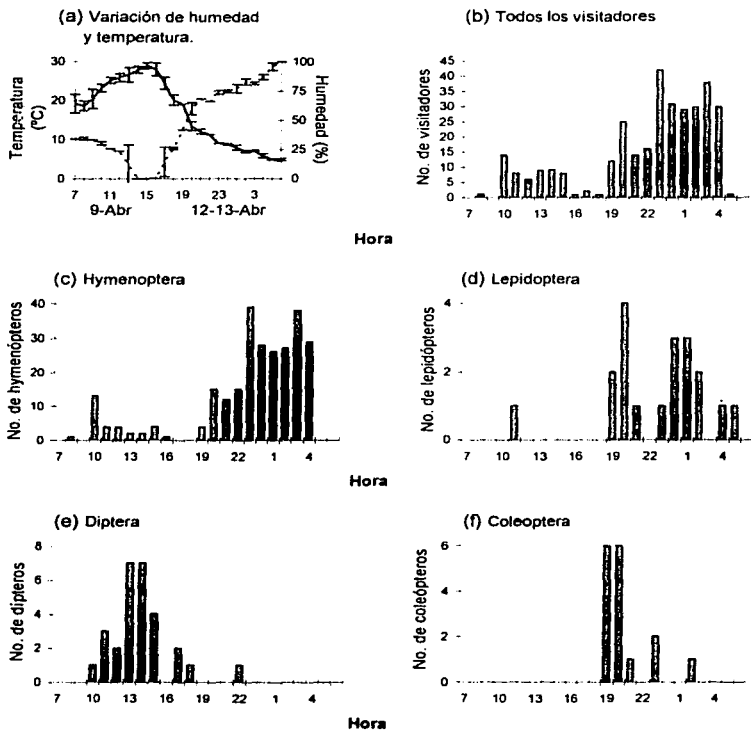 (a) Variación de humedad
y temperatura.
Temperatura
(ºC)
30
20
10
0
100
75
50
25
0
Humedad (%)
7 11 15 19 23 3
9-Abr 12-13-Abr
(b) Todos los visitadores
No. de visitadores
45
40
35
30
25
20
15
10
5
0
7 10 13 16 19 22 1 4
Hora
(c) Hymenoptera
No. de hymenópteros
40
30
20
10
0
7 10 13 16 19 22 1 4
(d) Lepidoptera
No. de lepidópteros
4
2
0
7 10 13 16 19 22 1 4
Hora
(e) Diptera
No. de dípteros
8
6
4
2
0
7 10 13 16 19 22 1 4
(f) Coleoptera
No. de coleópteros
6
4
2
0
7 10 13 16 19 22 1 4
Hora